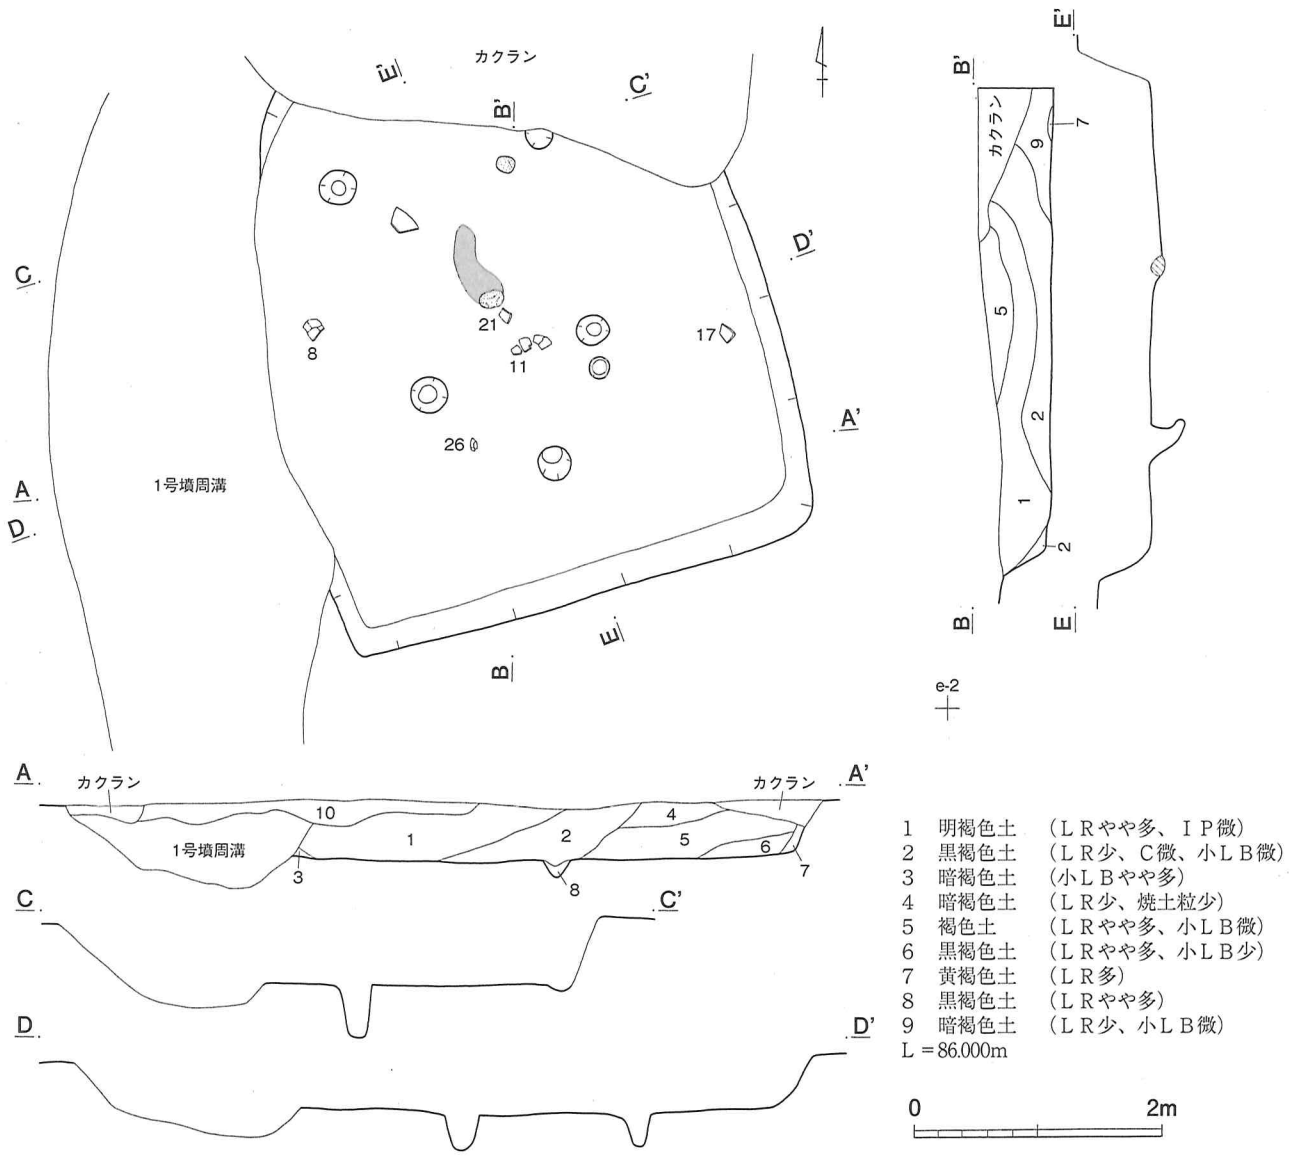 カクラン
E'
B'
C'
D'
C
21
17
8
11
A'
26
A
1号墳周溝
D
E
B
E'
B'
カクラン
7
9
5
2
1
2
B
E
e-2
A
カクラン
カクラン
A'
10
4
1
2
5
6
1号墳周溝
3
8
7
C
C'
D
D'
1 明褐色土 (LRやや多、IP微)
2 黒褐色土 (LR少、C微、小LB微)
3 暗褐色土 (小LBやや多)
4 暗褐色土 (LR少、焼土粒少)
5 褐色土 (LRやや多、小LB微)
6 黒褐色土 (LRやや多、小LB少)
7 黄褐色土 (LR多)
8 黒褐色土 (LRやや多)
9 暗褐色土 (LR少、小LB微)
L=86.000m
0 2m